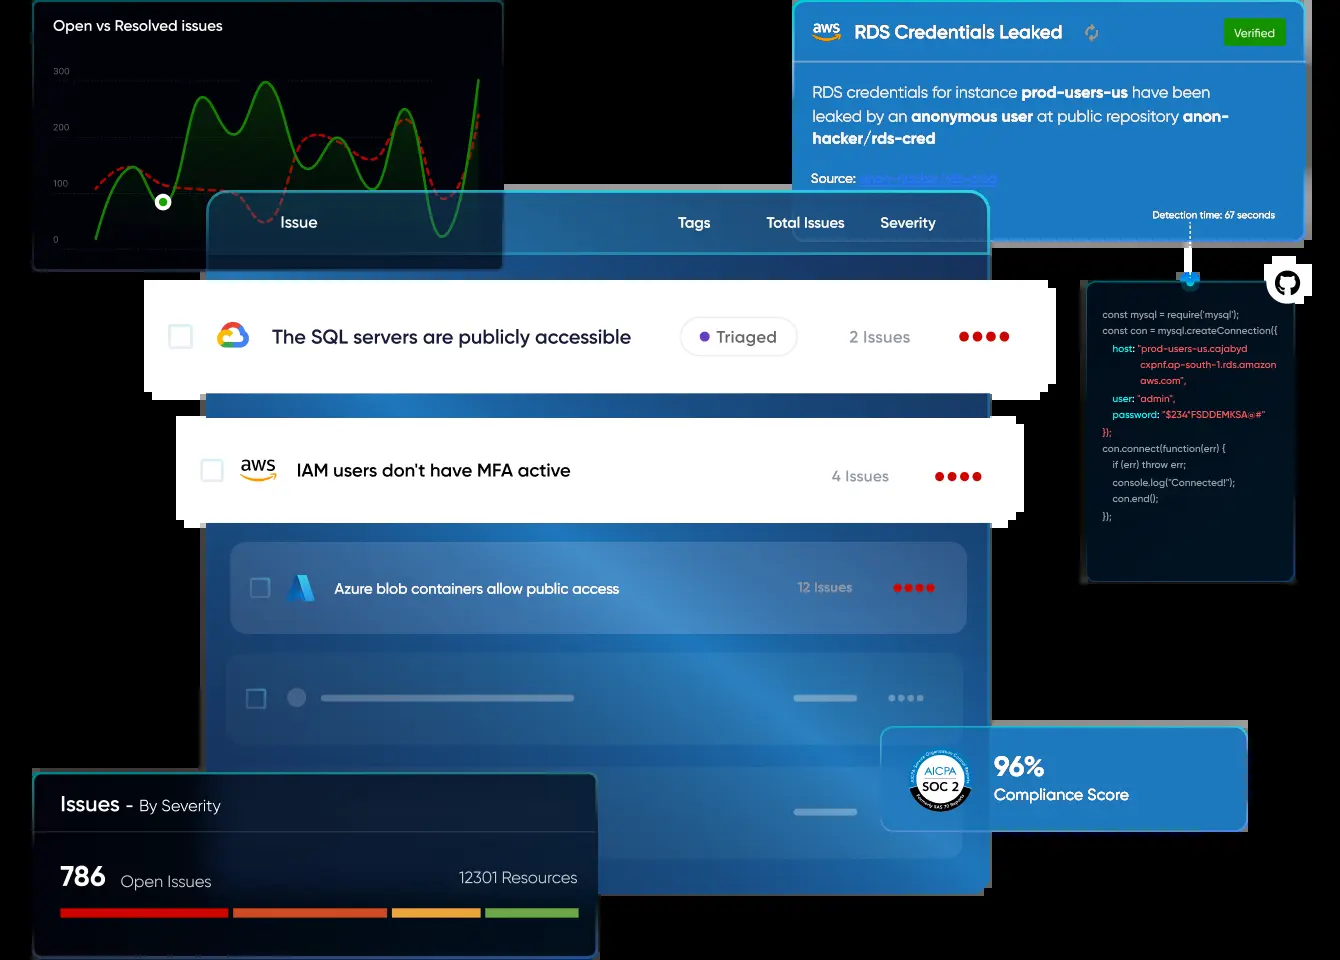 Open vs Resolved issues
300
200
100
0
aws RDS Credentials Leaked
Verified
RDS credentials for instance prod-users-us have been
leaked by an anonymous user at public repository anon-
hacker/rds-cred
Source:
Detection time: 67 seconds
Issue Tags Total Issues Severity
The SQL servers are publicly accessible Triaged 2 Issues
aws IAM users don't have MFA active 4 Issues
Azure blob containers allow public access 12 Issues
const mysql = require('mysql');
const con = mysql.createConnection({
host: "prod-users-us.cajabyd
cxpnf.ap-south-1.rds.amazon
aws.com",
user: "admin",
password: "$234*FSDDEMKSA@#"
});
con.connect(function(err) {
if (err) throw err;
console.log("Connected!");
con.end();
});
AICPA
SOC 2
96%
Compliance Score
Issues - By Severity
786 Open Issues 12301 Resources